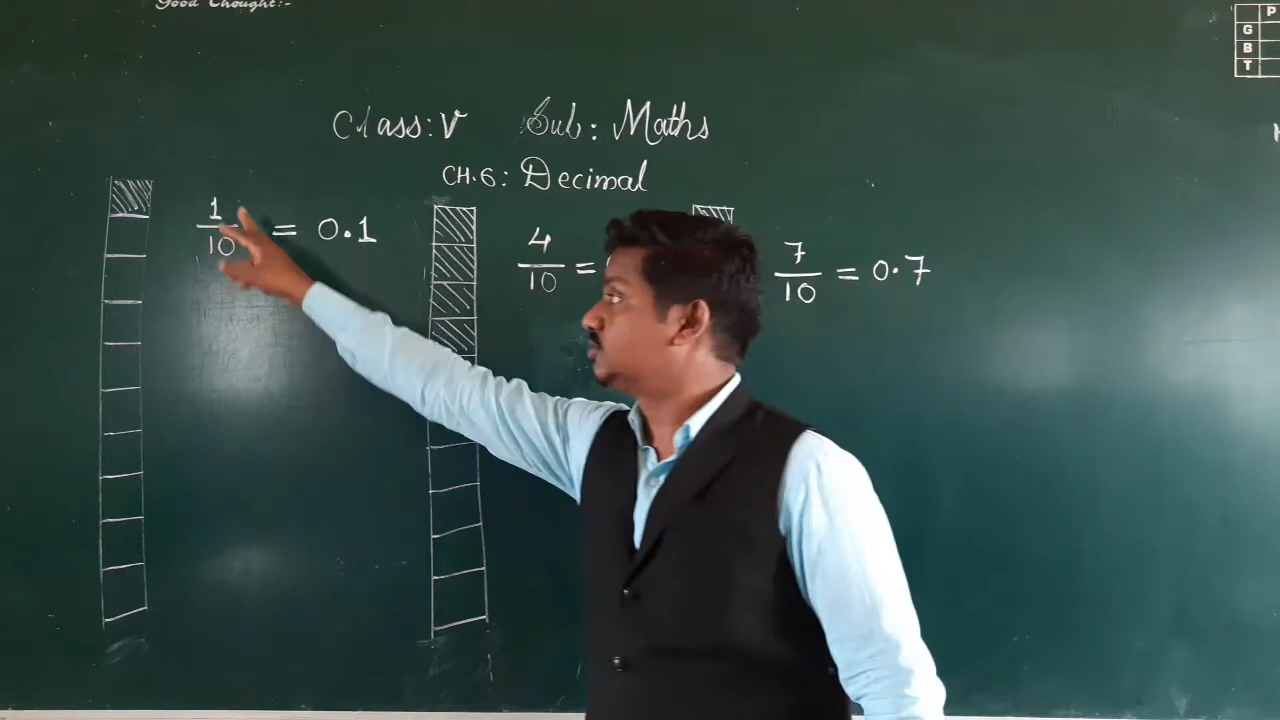 Good Thought:-
P
G
B
T
Class: V Sub: Maths
CH.6: Decimal
1/10 = 0.1
4/10 =
7/10 = 0.7